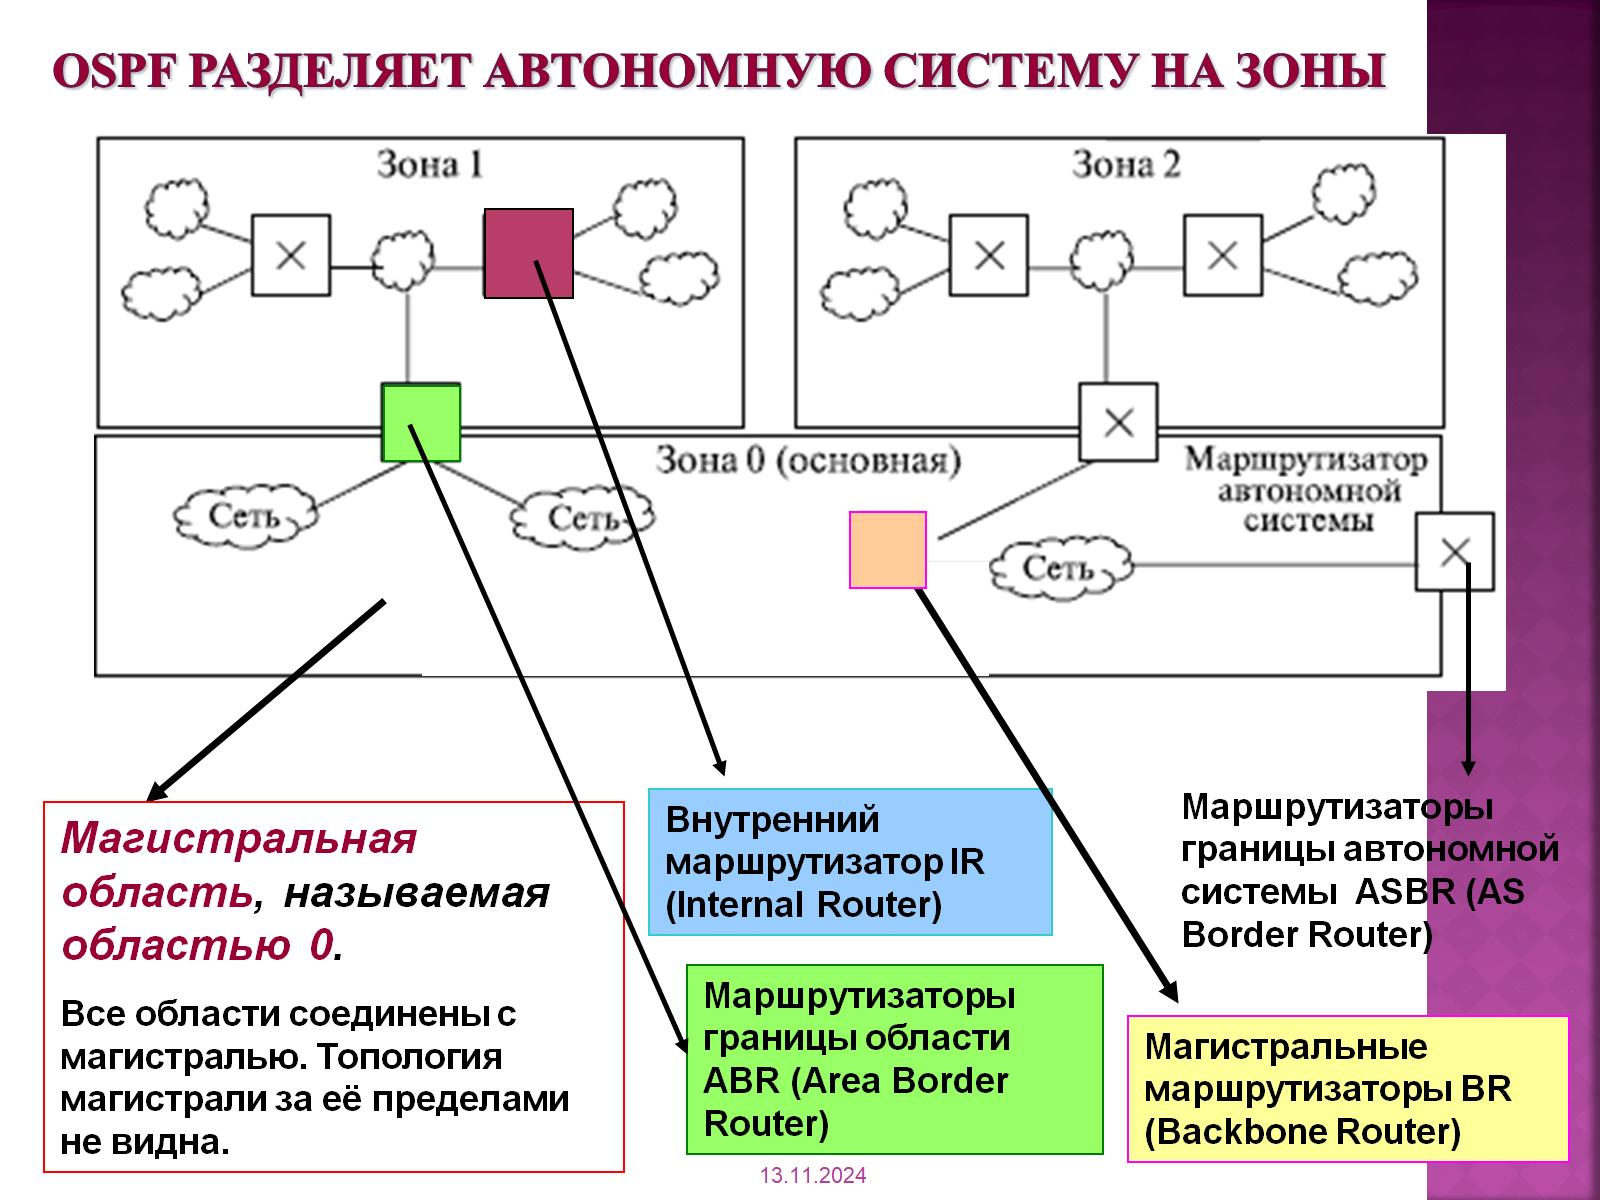 OSPF РАЗДЕЛЯЕТ АВТОНОМНУЮ СИСТЕМУ НА ЗОНЫ
Зона 1
Зона 2
Зона 0 (основная)
Маршрутизатор
автономной
системы
Сеть
Сеть
Сеть
Магистральная
область, называемая
областью 0.
Все области соединены с
магистралью. Топология
магистрали за её пределами
не видна.
Внутренний
маршрутизатор IR
(Internal Router)
Маршрутизаторы
границы области
ABR (Area Border
Router)
Маршрутизаторы
границы автономной
системы ASBR (AS
Border Router)
Магистральные
маршрутизаторы BR
(Backbone Router)
13.11.2024